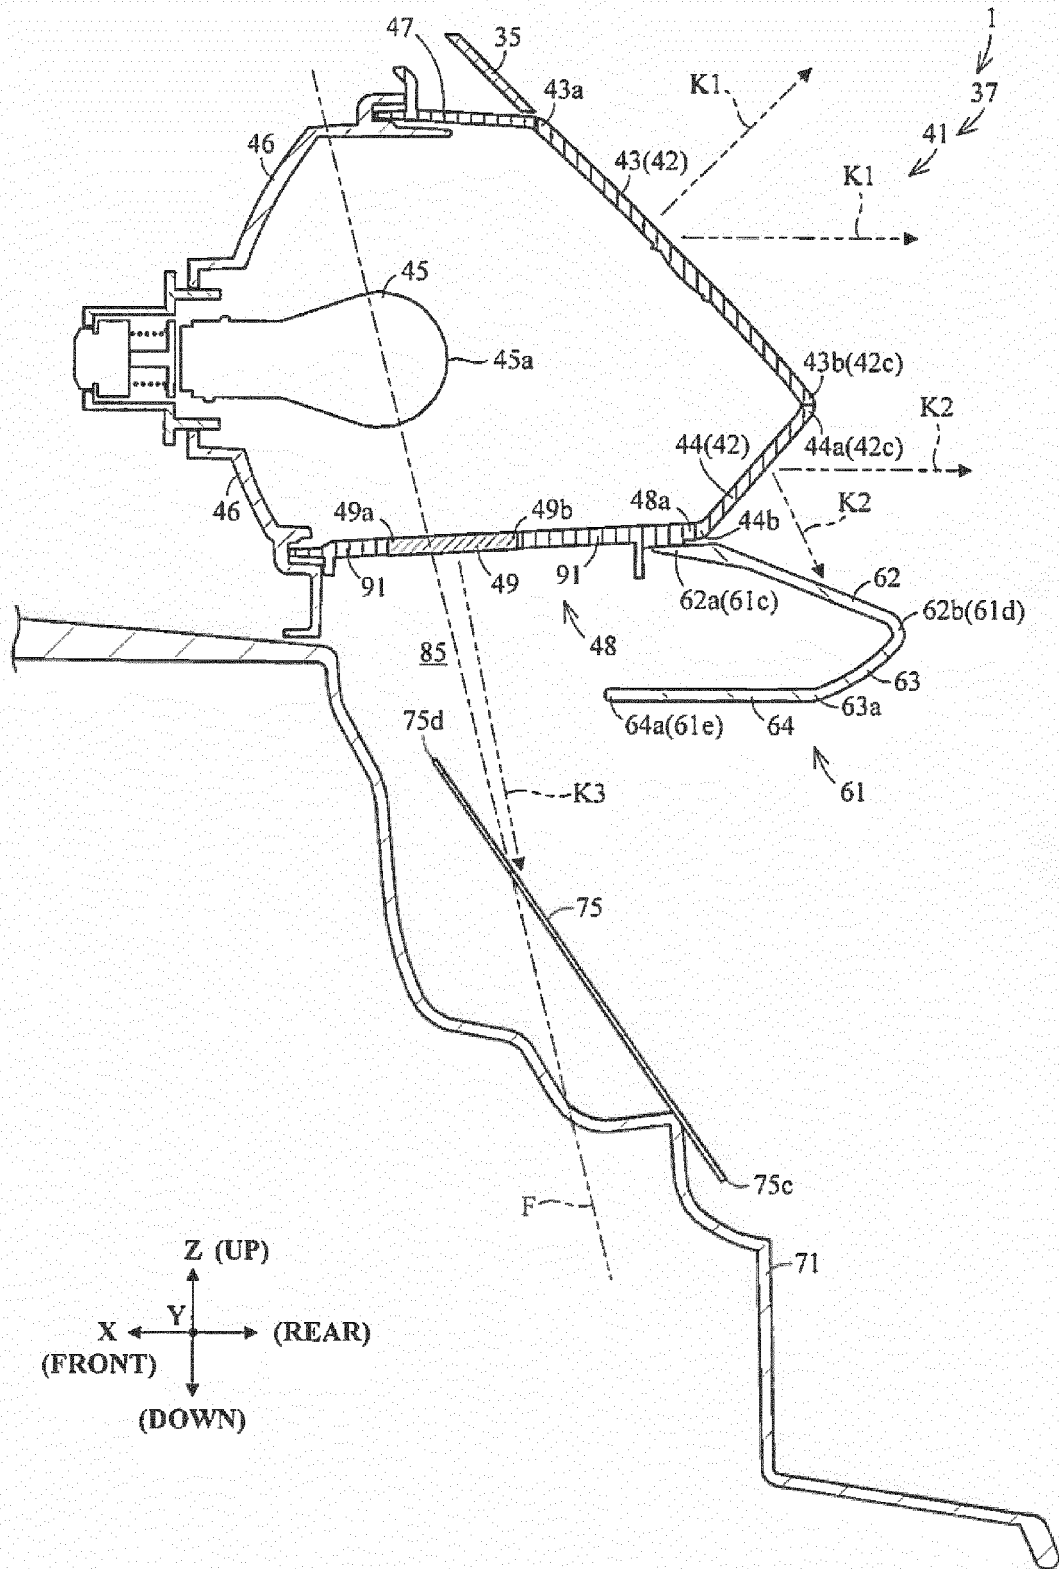 1
35
47
K1
37
43a
41
46
43(42)
K1
45
45a
43b(42c)
K2
44(42)
44a(42c)
46
49a
49b
48a
K2
44b
91
49
91
62
62a(61c)
62b(61d)
48
85
63
75d
64a(61e)
64
63a
K3
61
75
75c
F
Z (UP)
71
Y
X
(REAR)
(FRONT)
(DOWN)